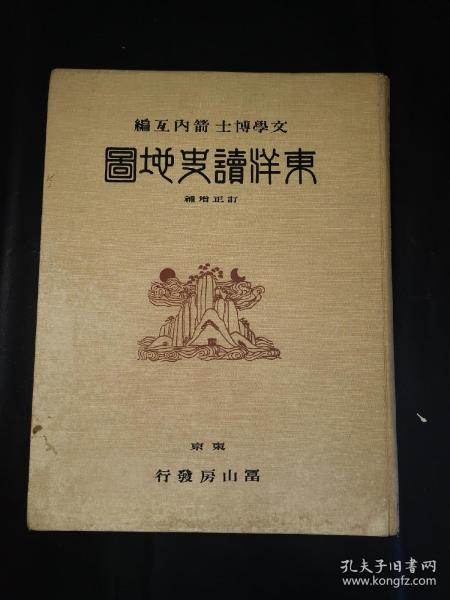 文學博士 箭内亙編
東洋讀史地圖
訂正增補
東京
冨山房發行
孔夫子旧书网
www.kongfz.com